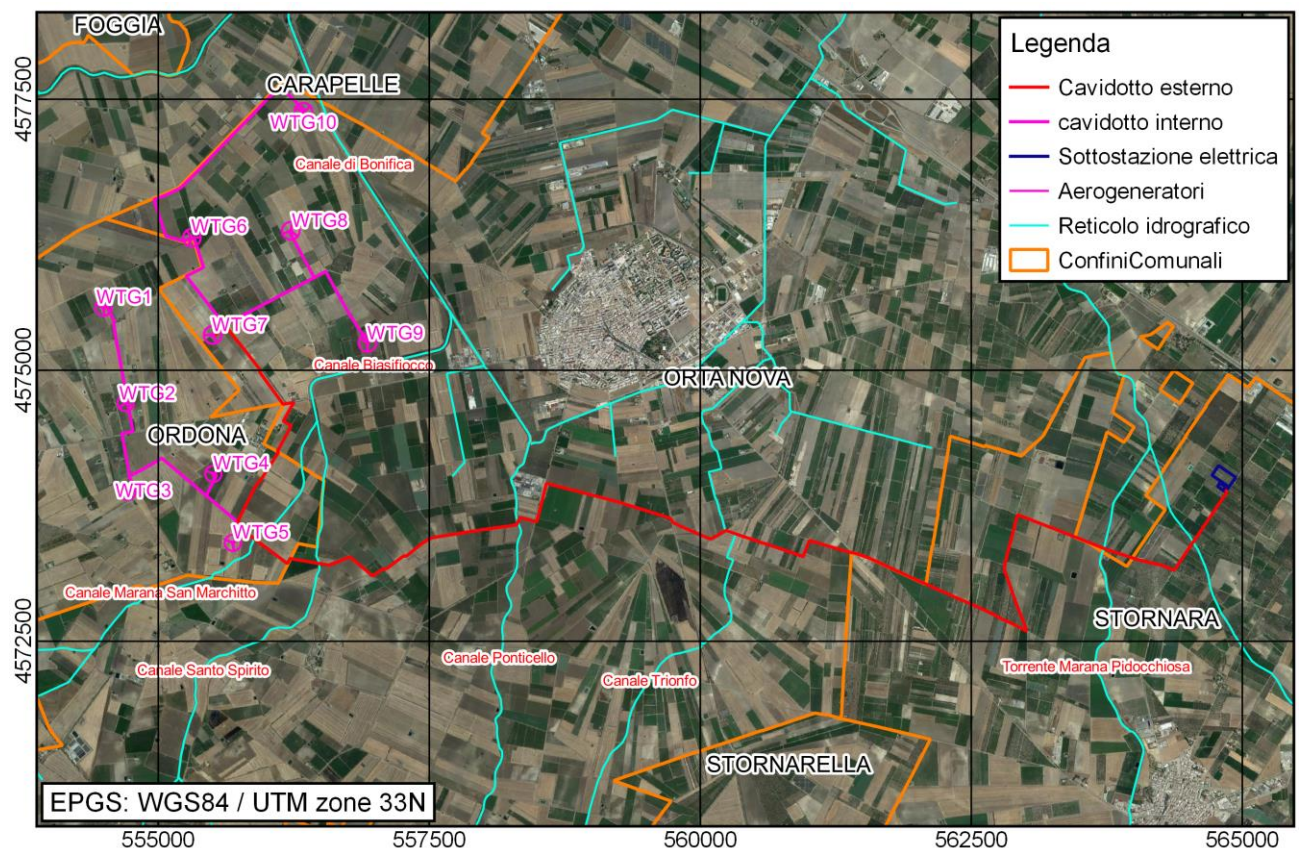 FOGGIA
CARAPELLE
WTG10
Canale di Bonifica
WTG6
WTG8
WTG1
WTG7
WTG9
Canale Biasifiocco
WTG2
ORDONA
WTG4
WTG3
WTG5
Canale Marana San Marchitto
Canale Santo Spirito
Canale Ponticello
Canale Trionfo
ORTA NOVA
STORNARA
Torrente Marana Pidocchiosa
STORNARELLA
Legenda
Cavidotto esterno
cavidotto interno
Sottostazione elettrica
Aerogeneratori
Reticolo idrografico
ConfiniComunali
EPGS: WGS84 / UTM zone 33N
4577500
4575000
4572500
555000
557500
560000
562500
565000